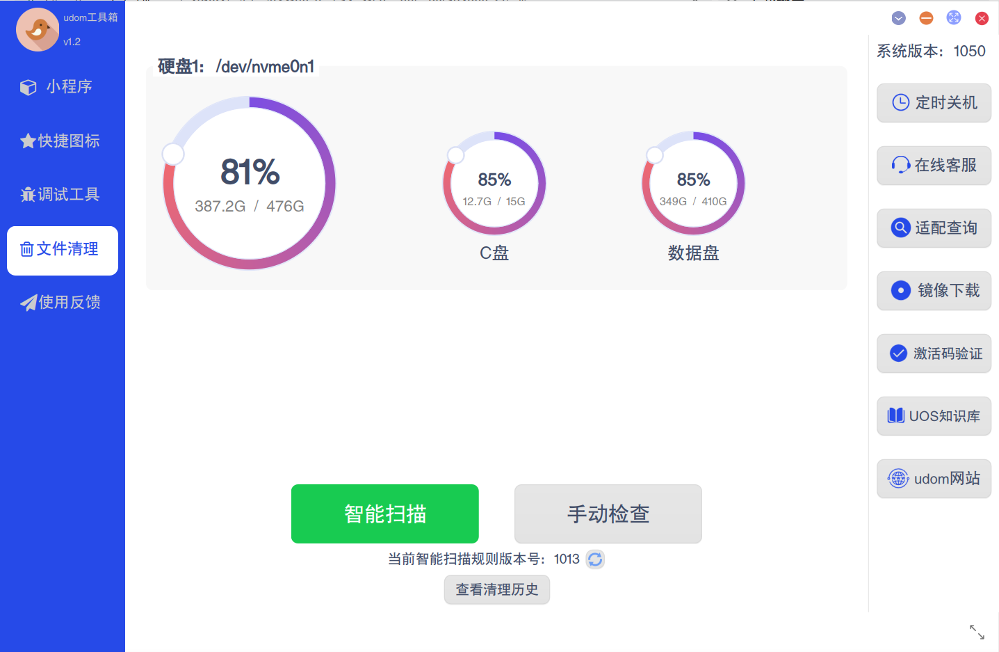 udom工具箱
v1.2
小程序
快捷图标
调试工具
文件清理
使用反馈
硬盘1：/dev/nvme0n1
81%
387.2G / 476G
85%
12.7G / 15G
C盘
85%
349G / 410G
数据盘
智能扫描
手动检查
当前智能扫描规则版本号：1013
查看清理历史
系统版本：1050
定时关机
在线客服
适配查询
镜像下载
激活码验证
UOS知识库
udom网站